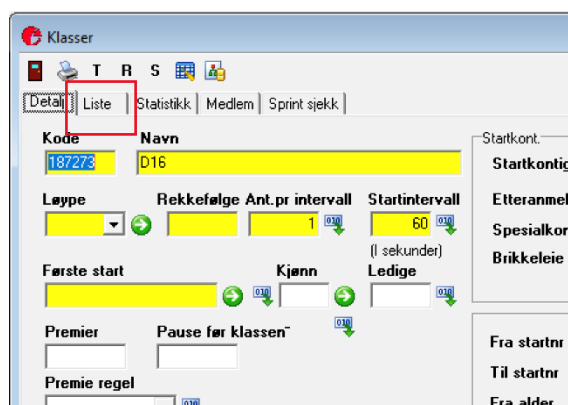 Klasser
T R S
Detalj Liste Statistikk Medlem Sprint sjekk
Kode Navn Startkont.
187273 D16 Startkontig
Løype Rekkefølge Ant.pr intervall Startintervall Etteranmel
1 60 Spesialkor
(I sekunder) Brikkeleie
Første start Kjønn Ledige
Premier Pause før klassen Fra startnr
Til startnr
Premie regel
Fra alder